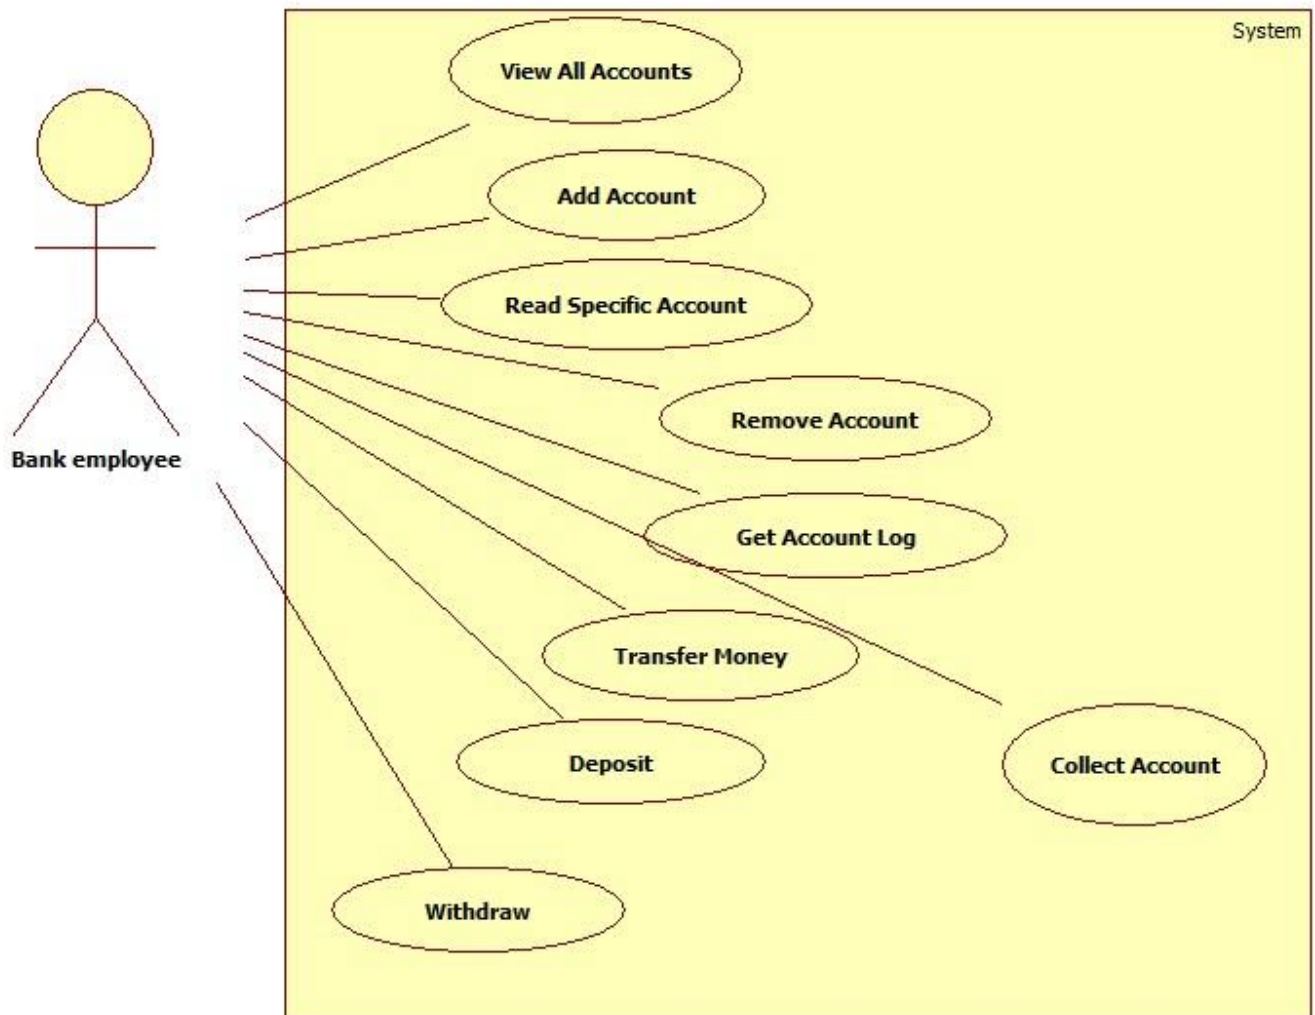 System
View All Accounts
Add Account
Read Specific Account
Remove Account
Bank employee
Get Account Log
Transfer Money
Deposit
Collect Account
Withdraw